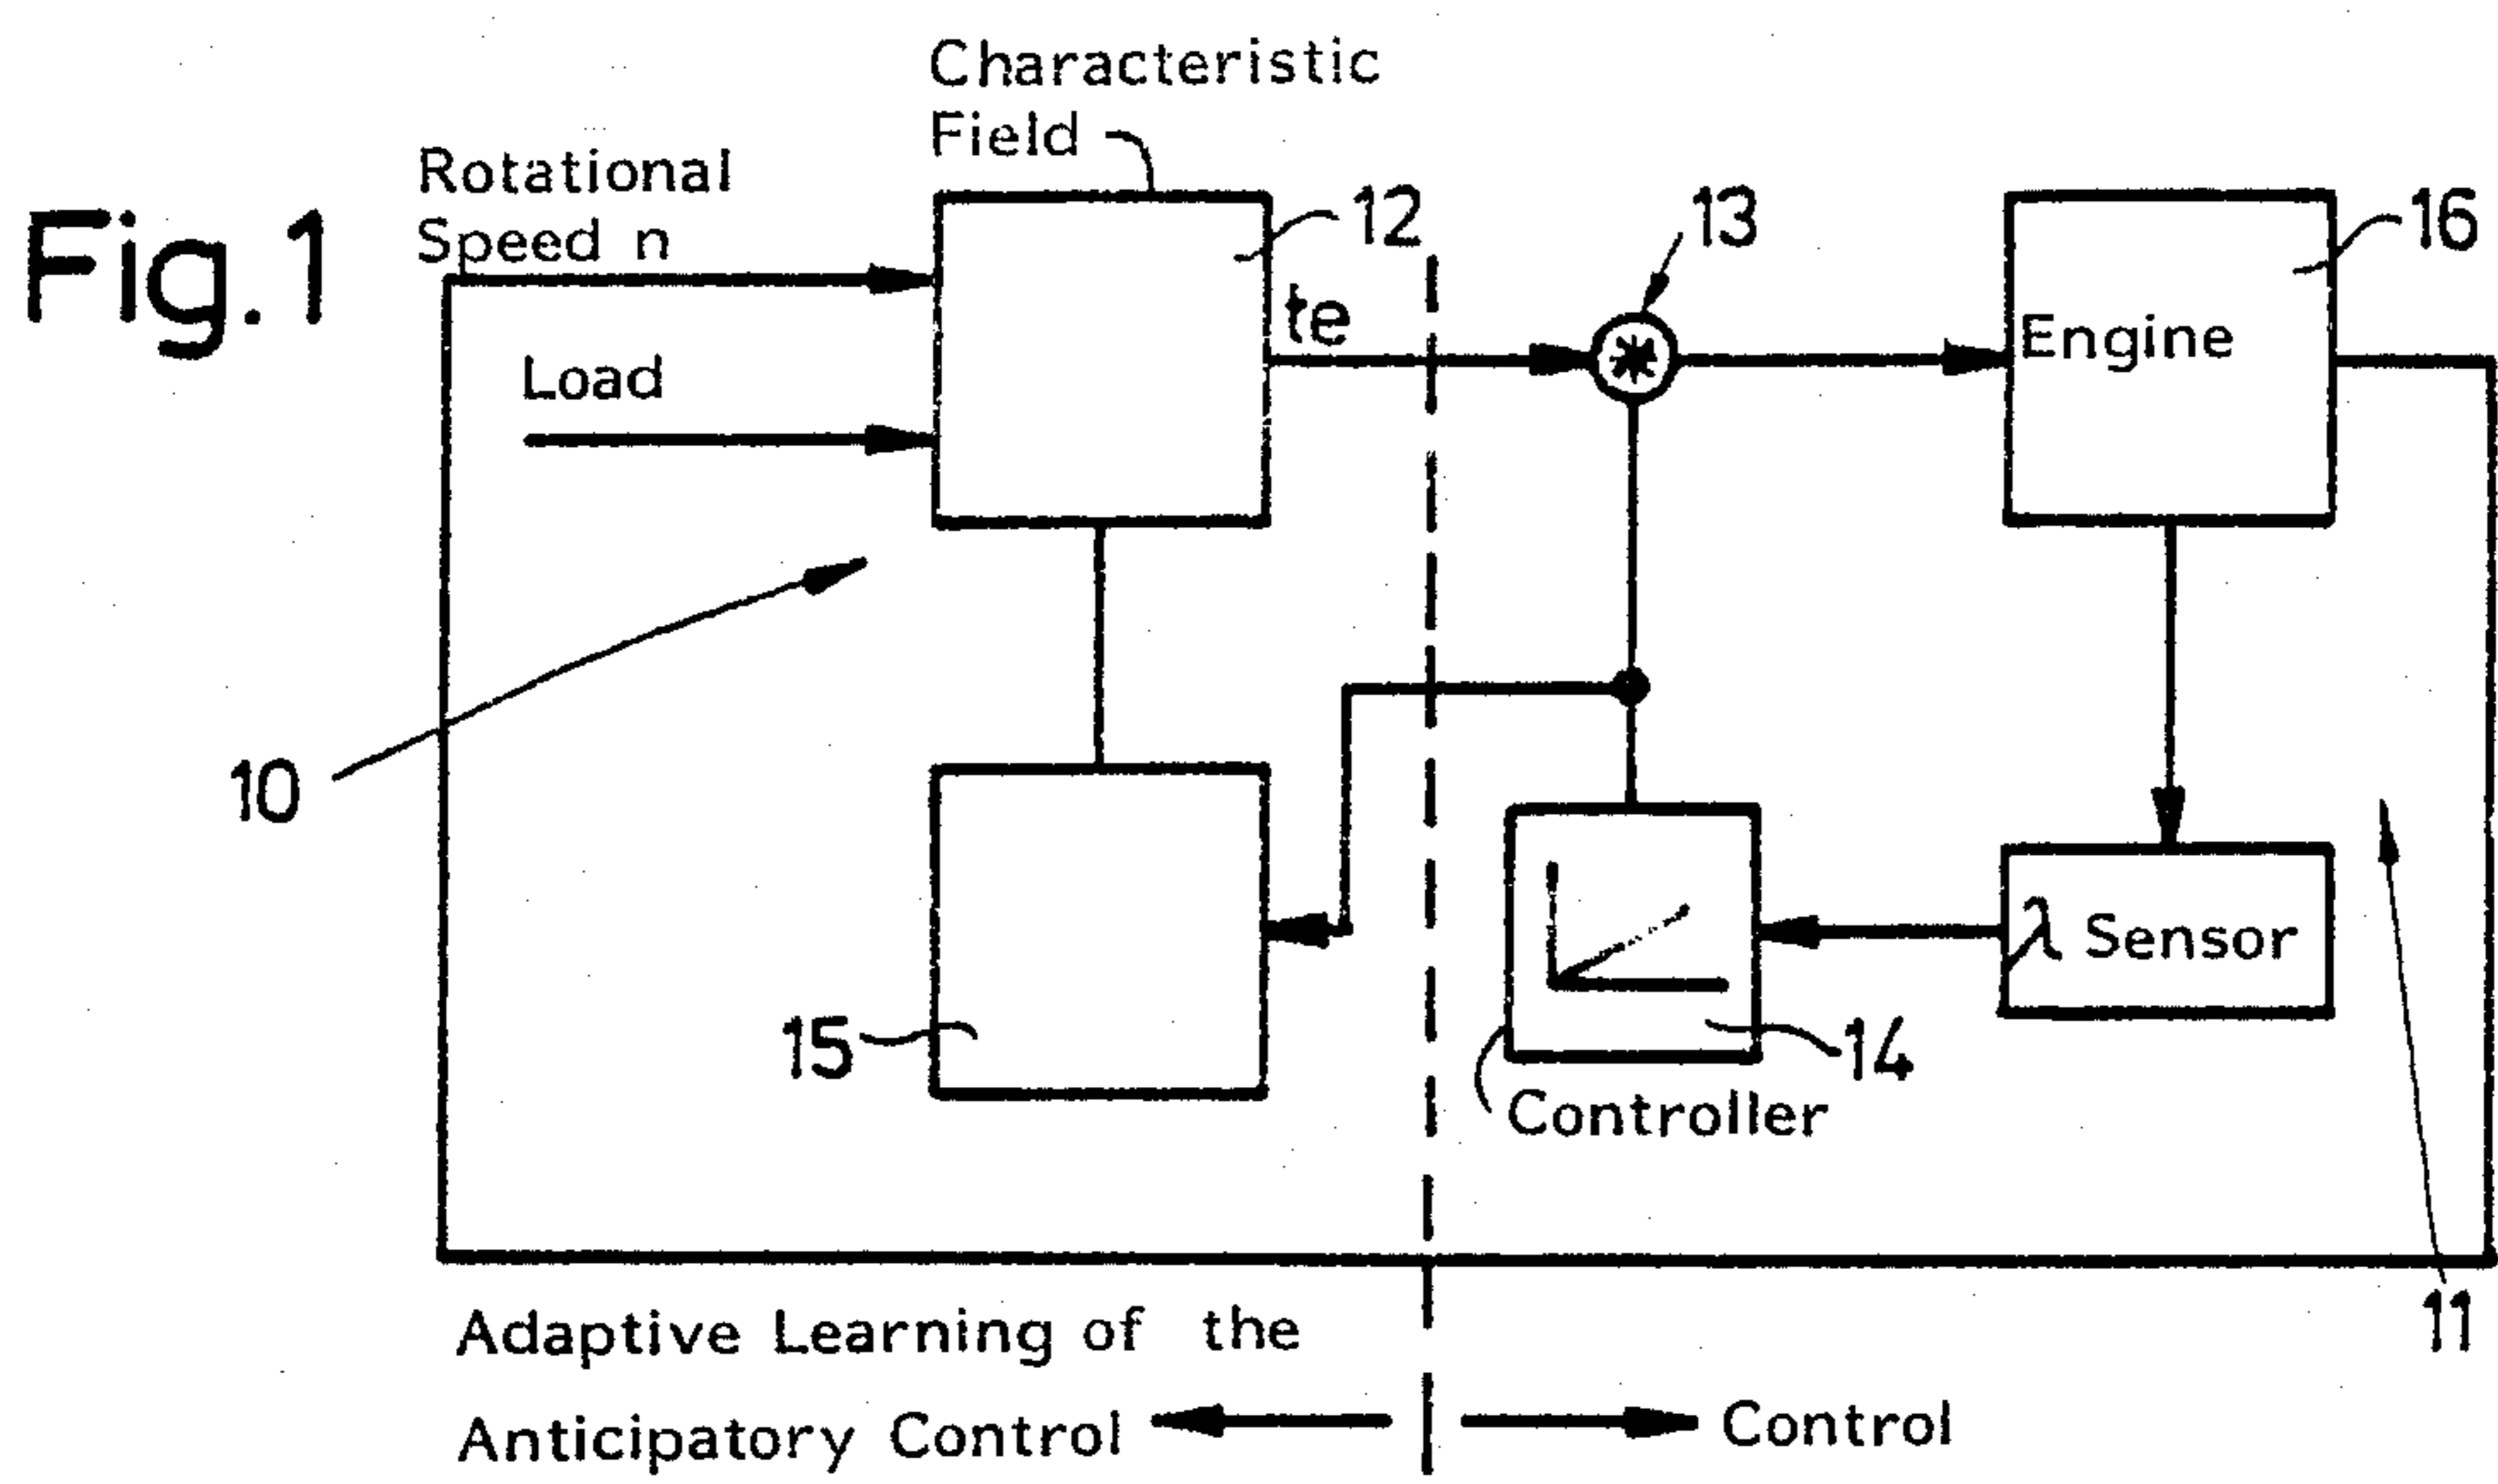 Fig.1
Characteristic
Field
Rotational
Speed n
12
13
16
te
Engine
Load
10
λ Sensor
15
14
Controller
11
Adaptive Learning of the
Anticipatory Control
Control